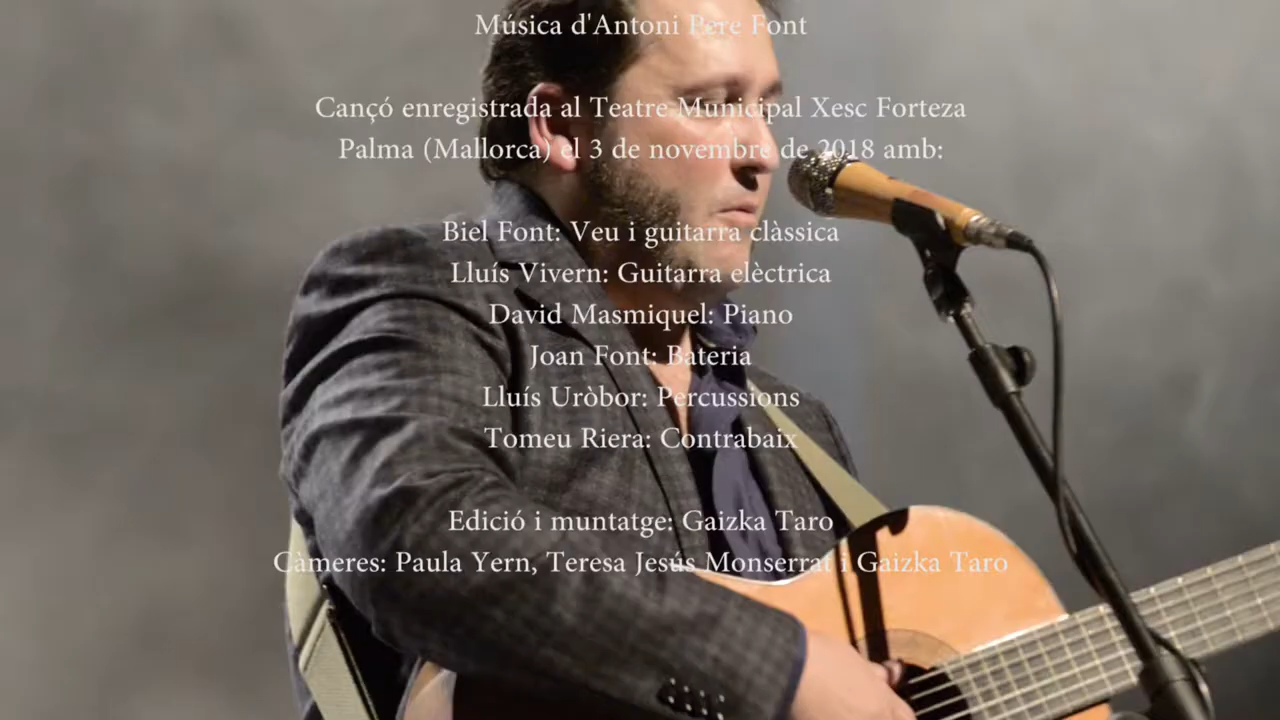 Música d'Antoni Pere Font
Cançó enregistrada al Teatre Municipal Xesc Forteza
Palma (Mallorca) el 3 de novembre de 2018 amb:
Biel Font: Veu i guitarra clàssica
Lluís Vivern: Guitarra elèctrica
David Masmiquel: Piano
Joan Font: Bateria
Lluís Uròbor: Percussions
Tomeu Riera: Contrabaix
Edició i muntatge: Gaizka Taro
Càmeres: Paula Yern, Teresa Jesús Monserrat i Gaizka Taro